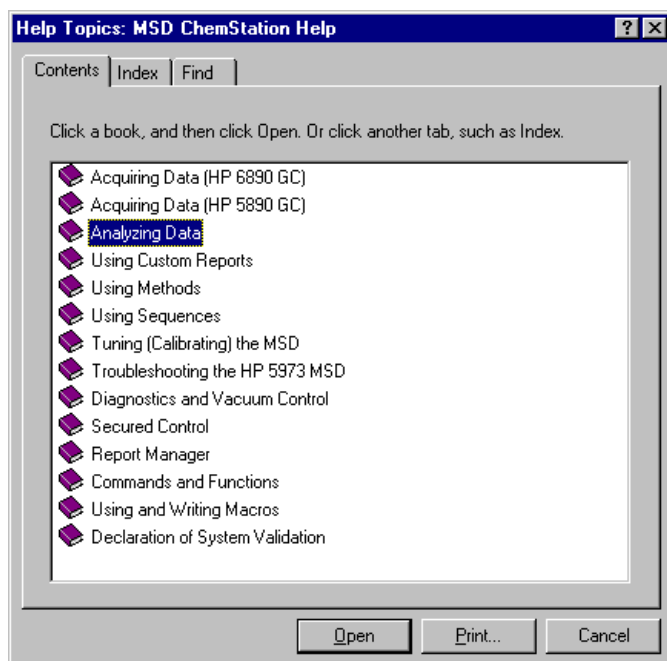 Help Topics: MSD ChemStation Help
Contents Index Find
Click a book, and then click Open. Or click another tab, such as Index.
Acquiring Data (HP 6890 GC)
Acquiring Data (HP 5890 GC)
Analyzing Data
Using Custom Reports
Using Methods
Using Sequences
Tuning (Calibrating) the MSD
Troubleshooting the HP 5973 MSD
Diagnostics and Vacuum Control
Secured Control
Report Manager
Commands and Functions
Using and Writing Macros
Declaration of System Validation
Open Print... Cancel